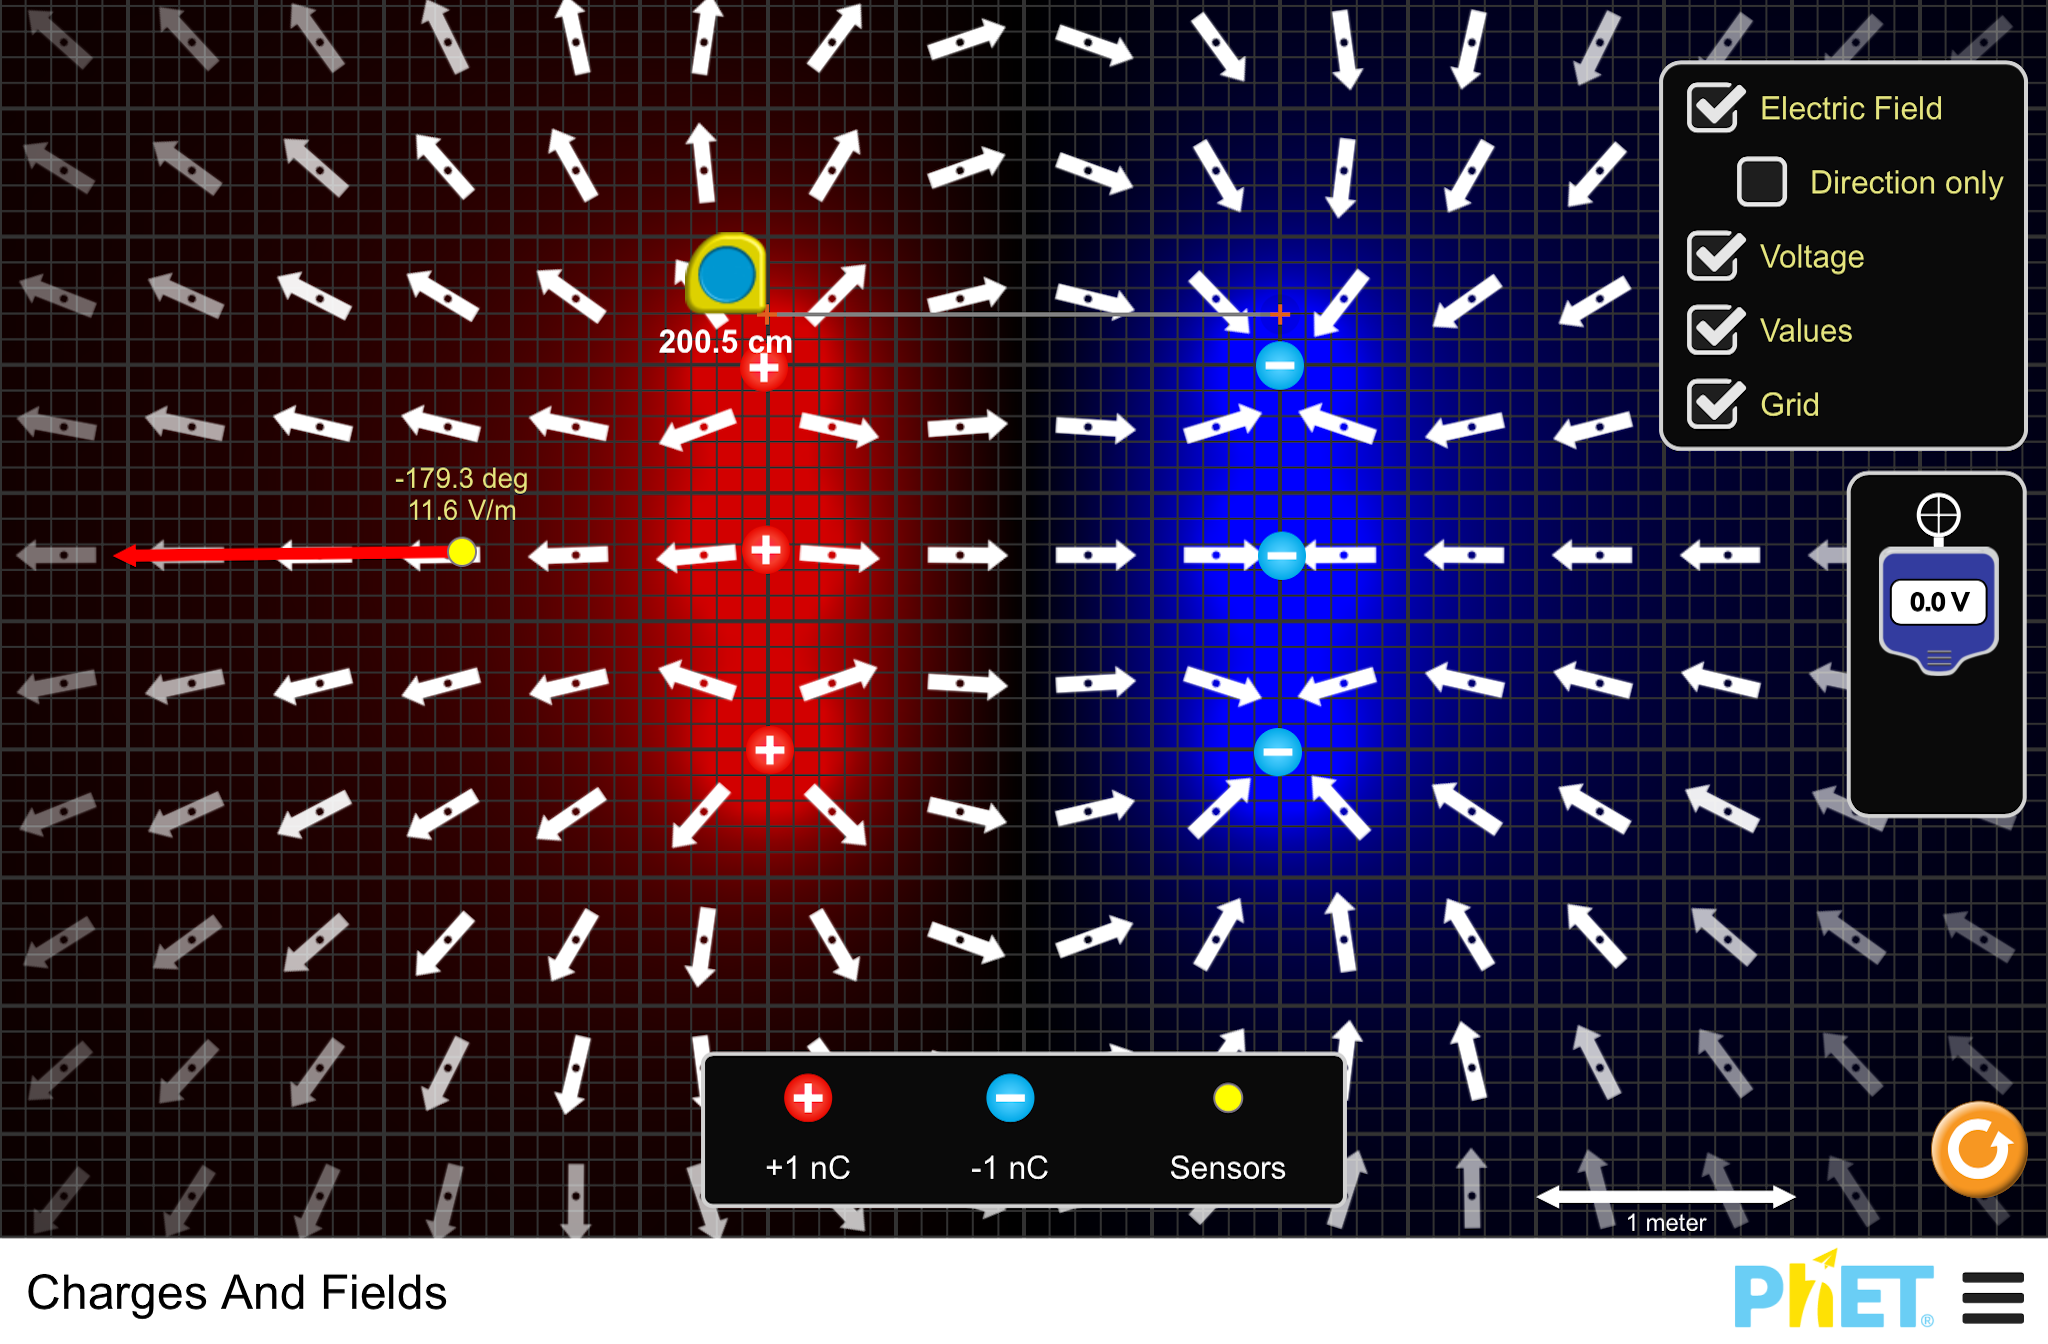 Electric Field
Direction only
Voltage
200.5 cm
Values
Grid
-179.3 deg
11.6 V/m
0.0 V
+1 nC
-1 nC
Sensors
1 meter
Charges And Fields
PhET®